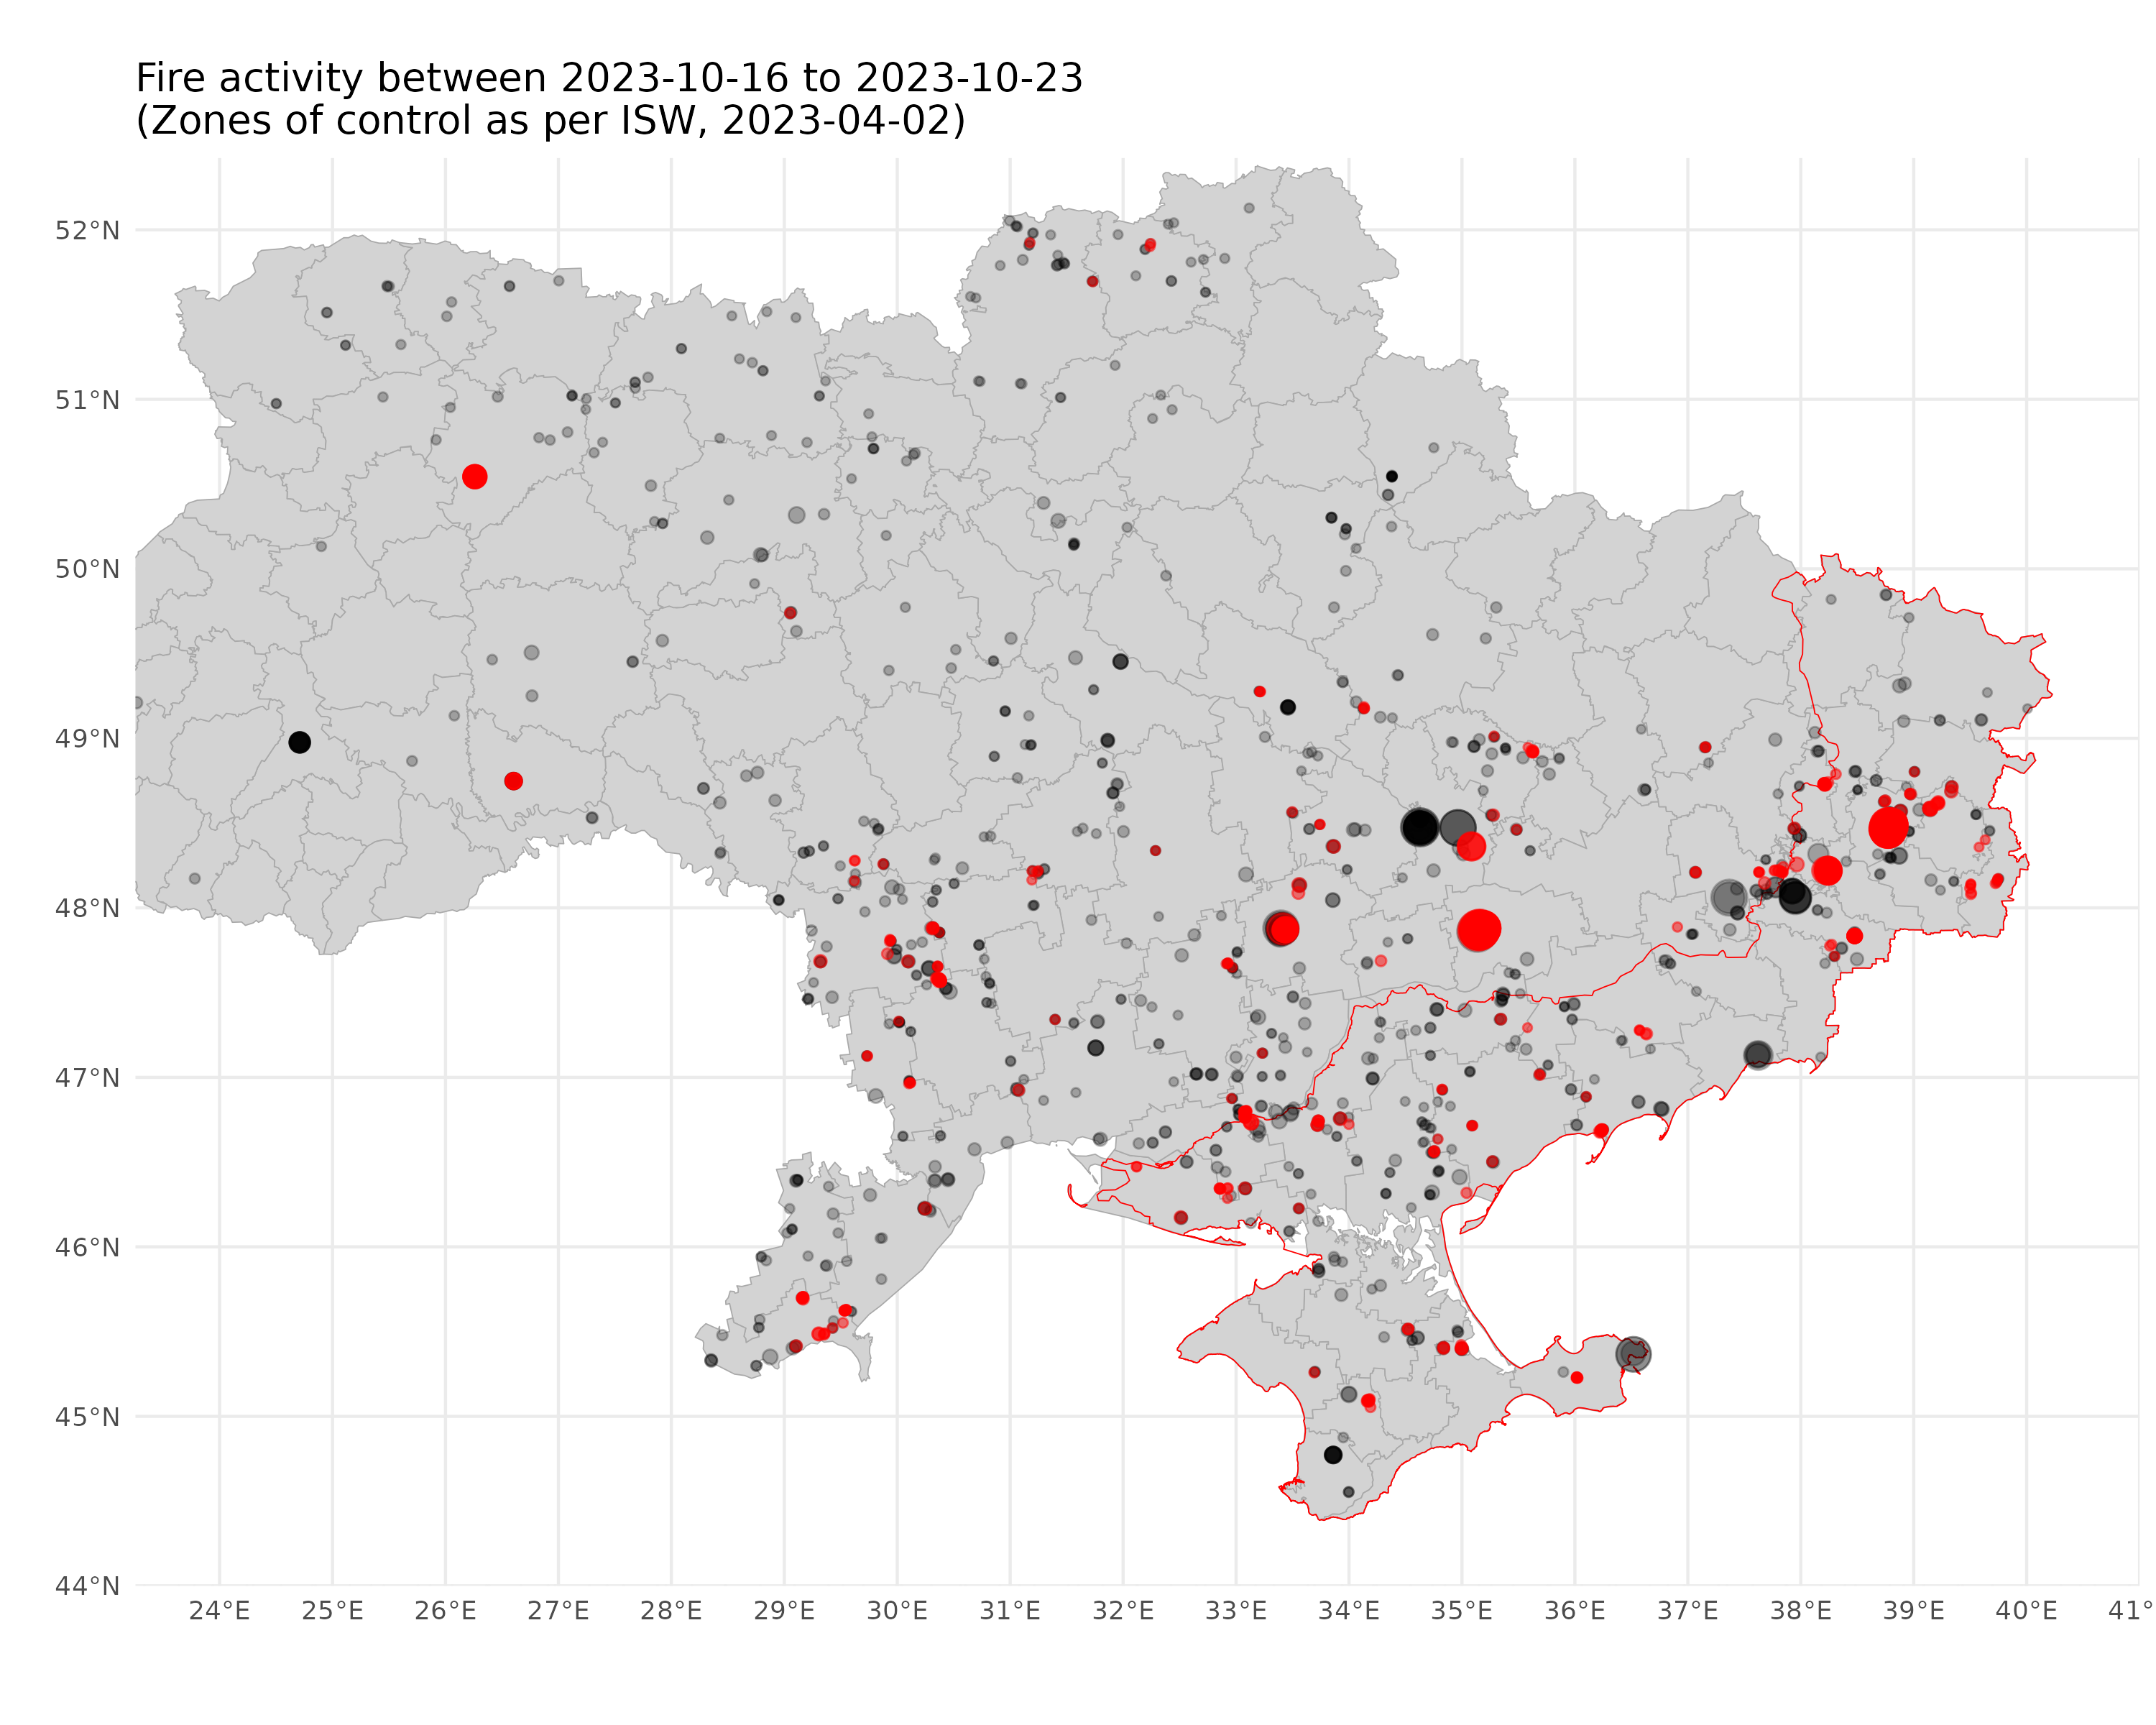 Fire activity between 2023-10-16 to 2023-10-23
(Zones of control as per ISW, 2023-04-02)
52°N
51°N
50°N
49°N
48°N
47°N
46°N
45°N
44°N
24°E 25°E 26°E 27°E 28°E 29°E 30°E 31°E 32°E 33°E 34°E 35°E 36°E 37°E 38°E 39°E 40°E 41°